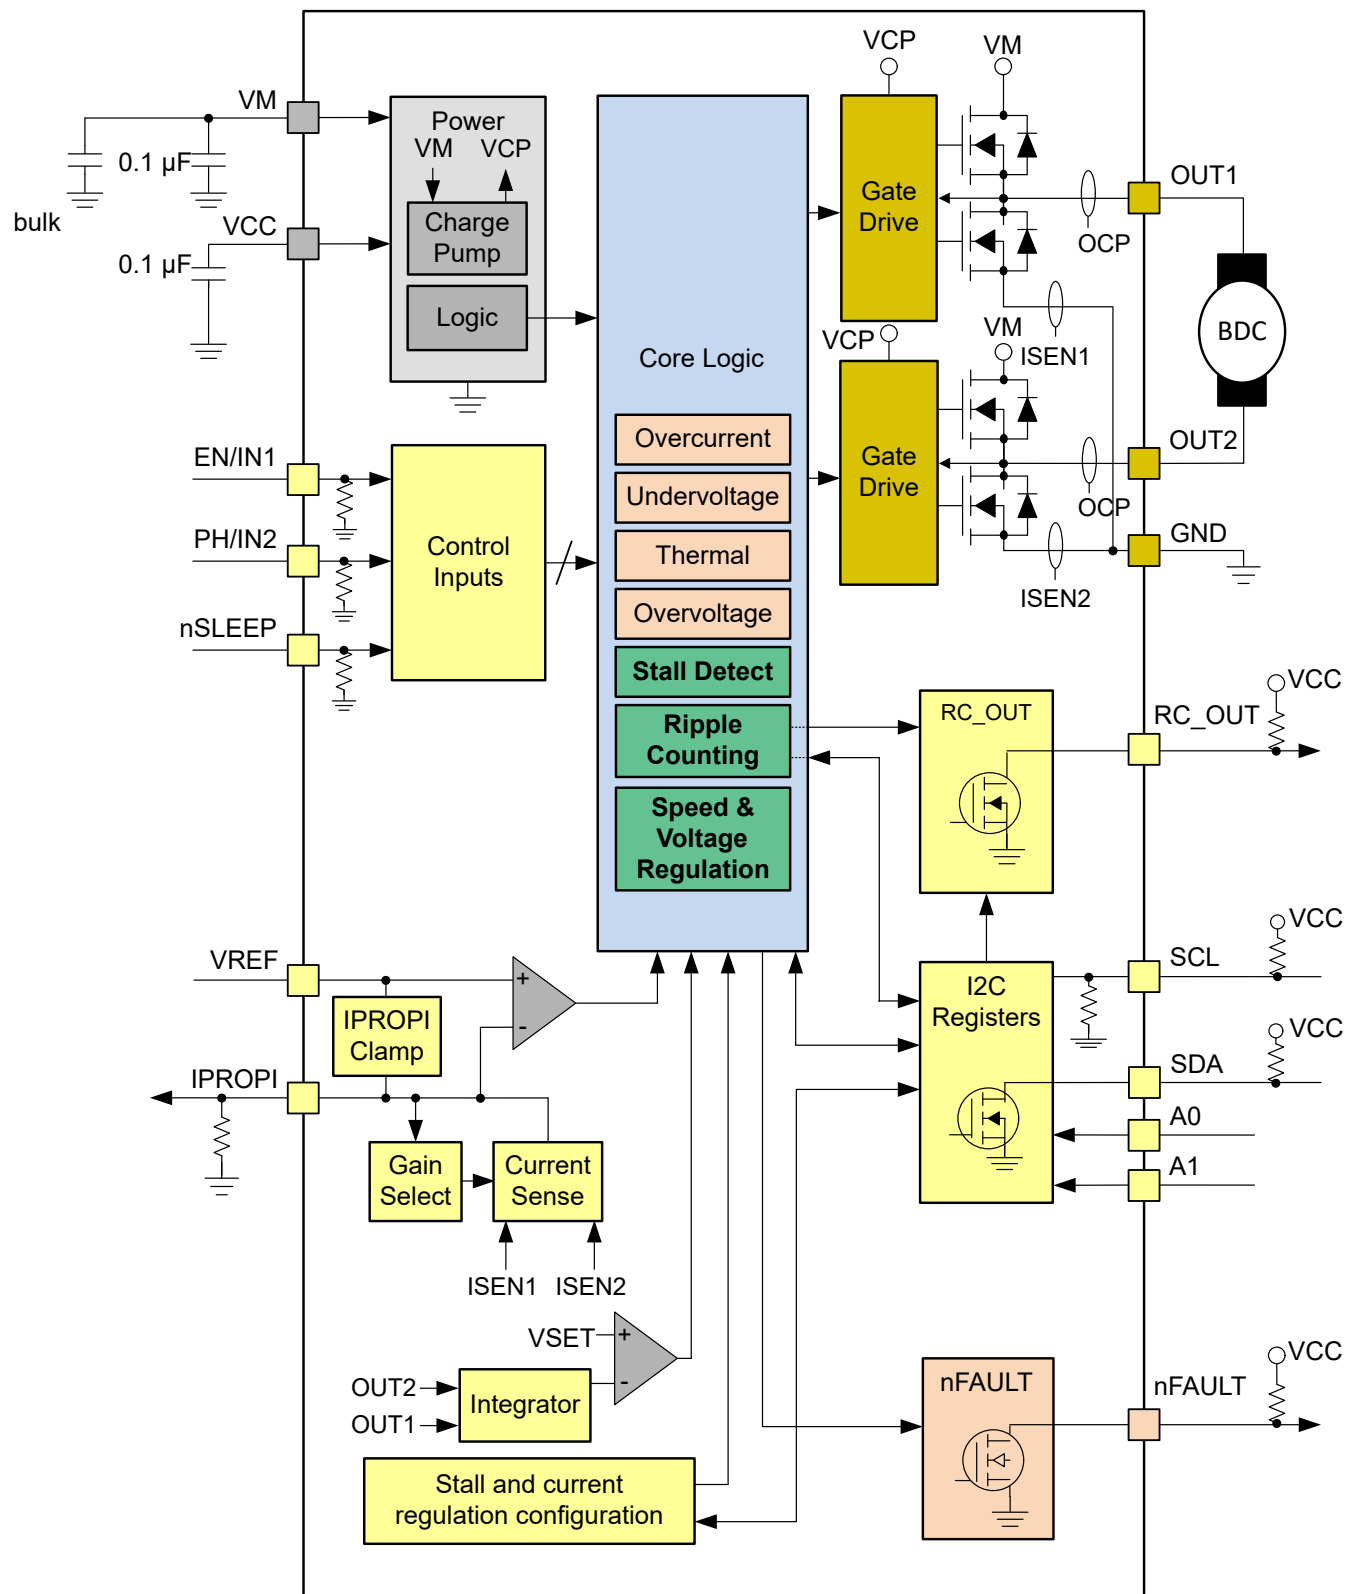 VCP
VM
VM
Power
VM
VCP
0.1 µF
bulk
Charge
Pump
VCC
0.1 µF
Logic
Gate
Drive
OUT1
OCP
VCP
VM
ISEN1
BDC
Core Logic
Gate
Drive
OUT2
OCP
GND
ISEN2
EN/IN1
PH/IN2
nSLEEP
Control
Inputs
Overcurrent
Undervoltage
Thermal
Overvoltage
Stall Detect
Ripple
Counting
Speed &
Voltage
Regulation
RC_OUT
RC_OUT
VCC
VREF
+
-
IPROPI
Clamp
IPROPI
Gain
Select
Current
Sense
ISEN1
ISEN2
I2C
Registers
SCL
VCC
SDA
VCC
A0
A1
VSET
+
-
OUT2
OUT1
Integrator
Stall and current
regulation configuration
nFAULT
nFAULT
VCC